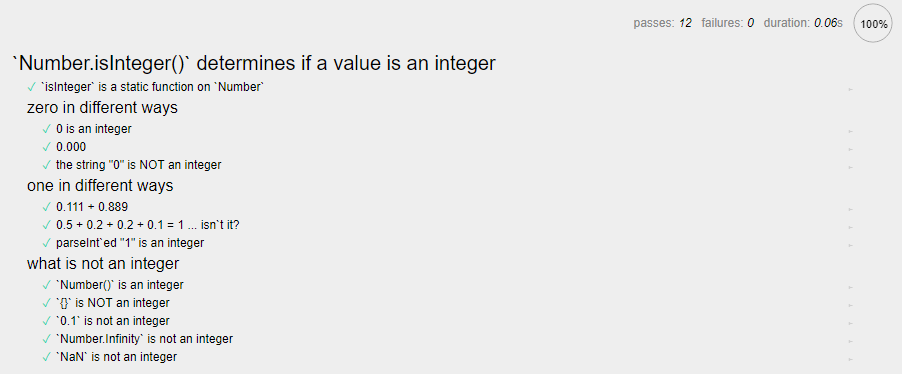 passes: 12 failures: 0 duration: 0.06s 100%
`Number.isInteger()` determines if a value is an integer
✓ `isInteger` is a static function on `Number`
zero in different ways
✓ 0 is an integer
✓ 0.000
✓ the string "0" is NOT an integer
one in different ways
✓ 0.111 + 0.889
✓ 0.5 + 0.2 + 0.2 + 0.1 = 1 ... isn`t it?
✓ parseInt`ed "1" is an integer
what is not an integer
✓ `Number()` is an integer
✓ `{}` is NOT an integer
✓ `0.1` is not an integer
✓ `Number.Infinity` is not an integer
✓ `NaN` is not an integer